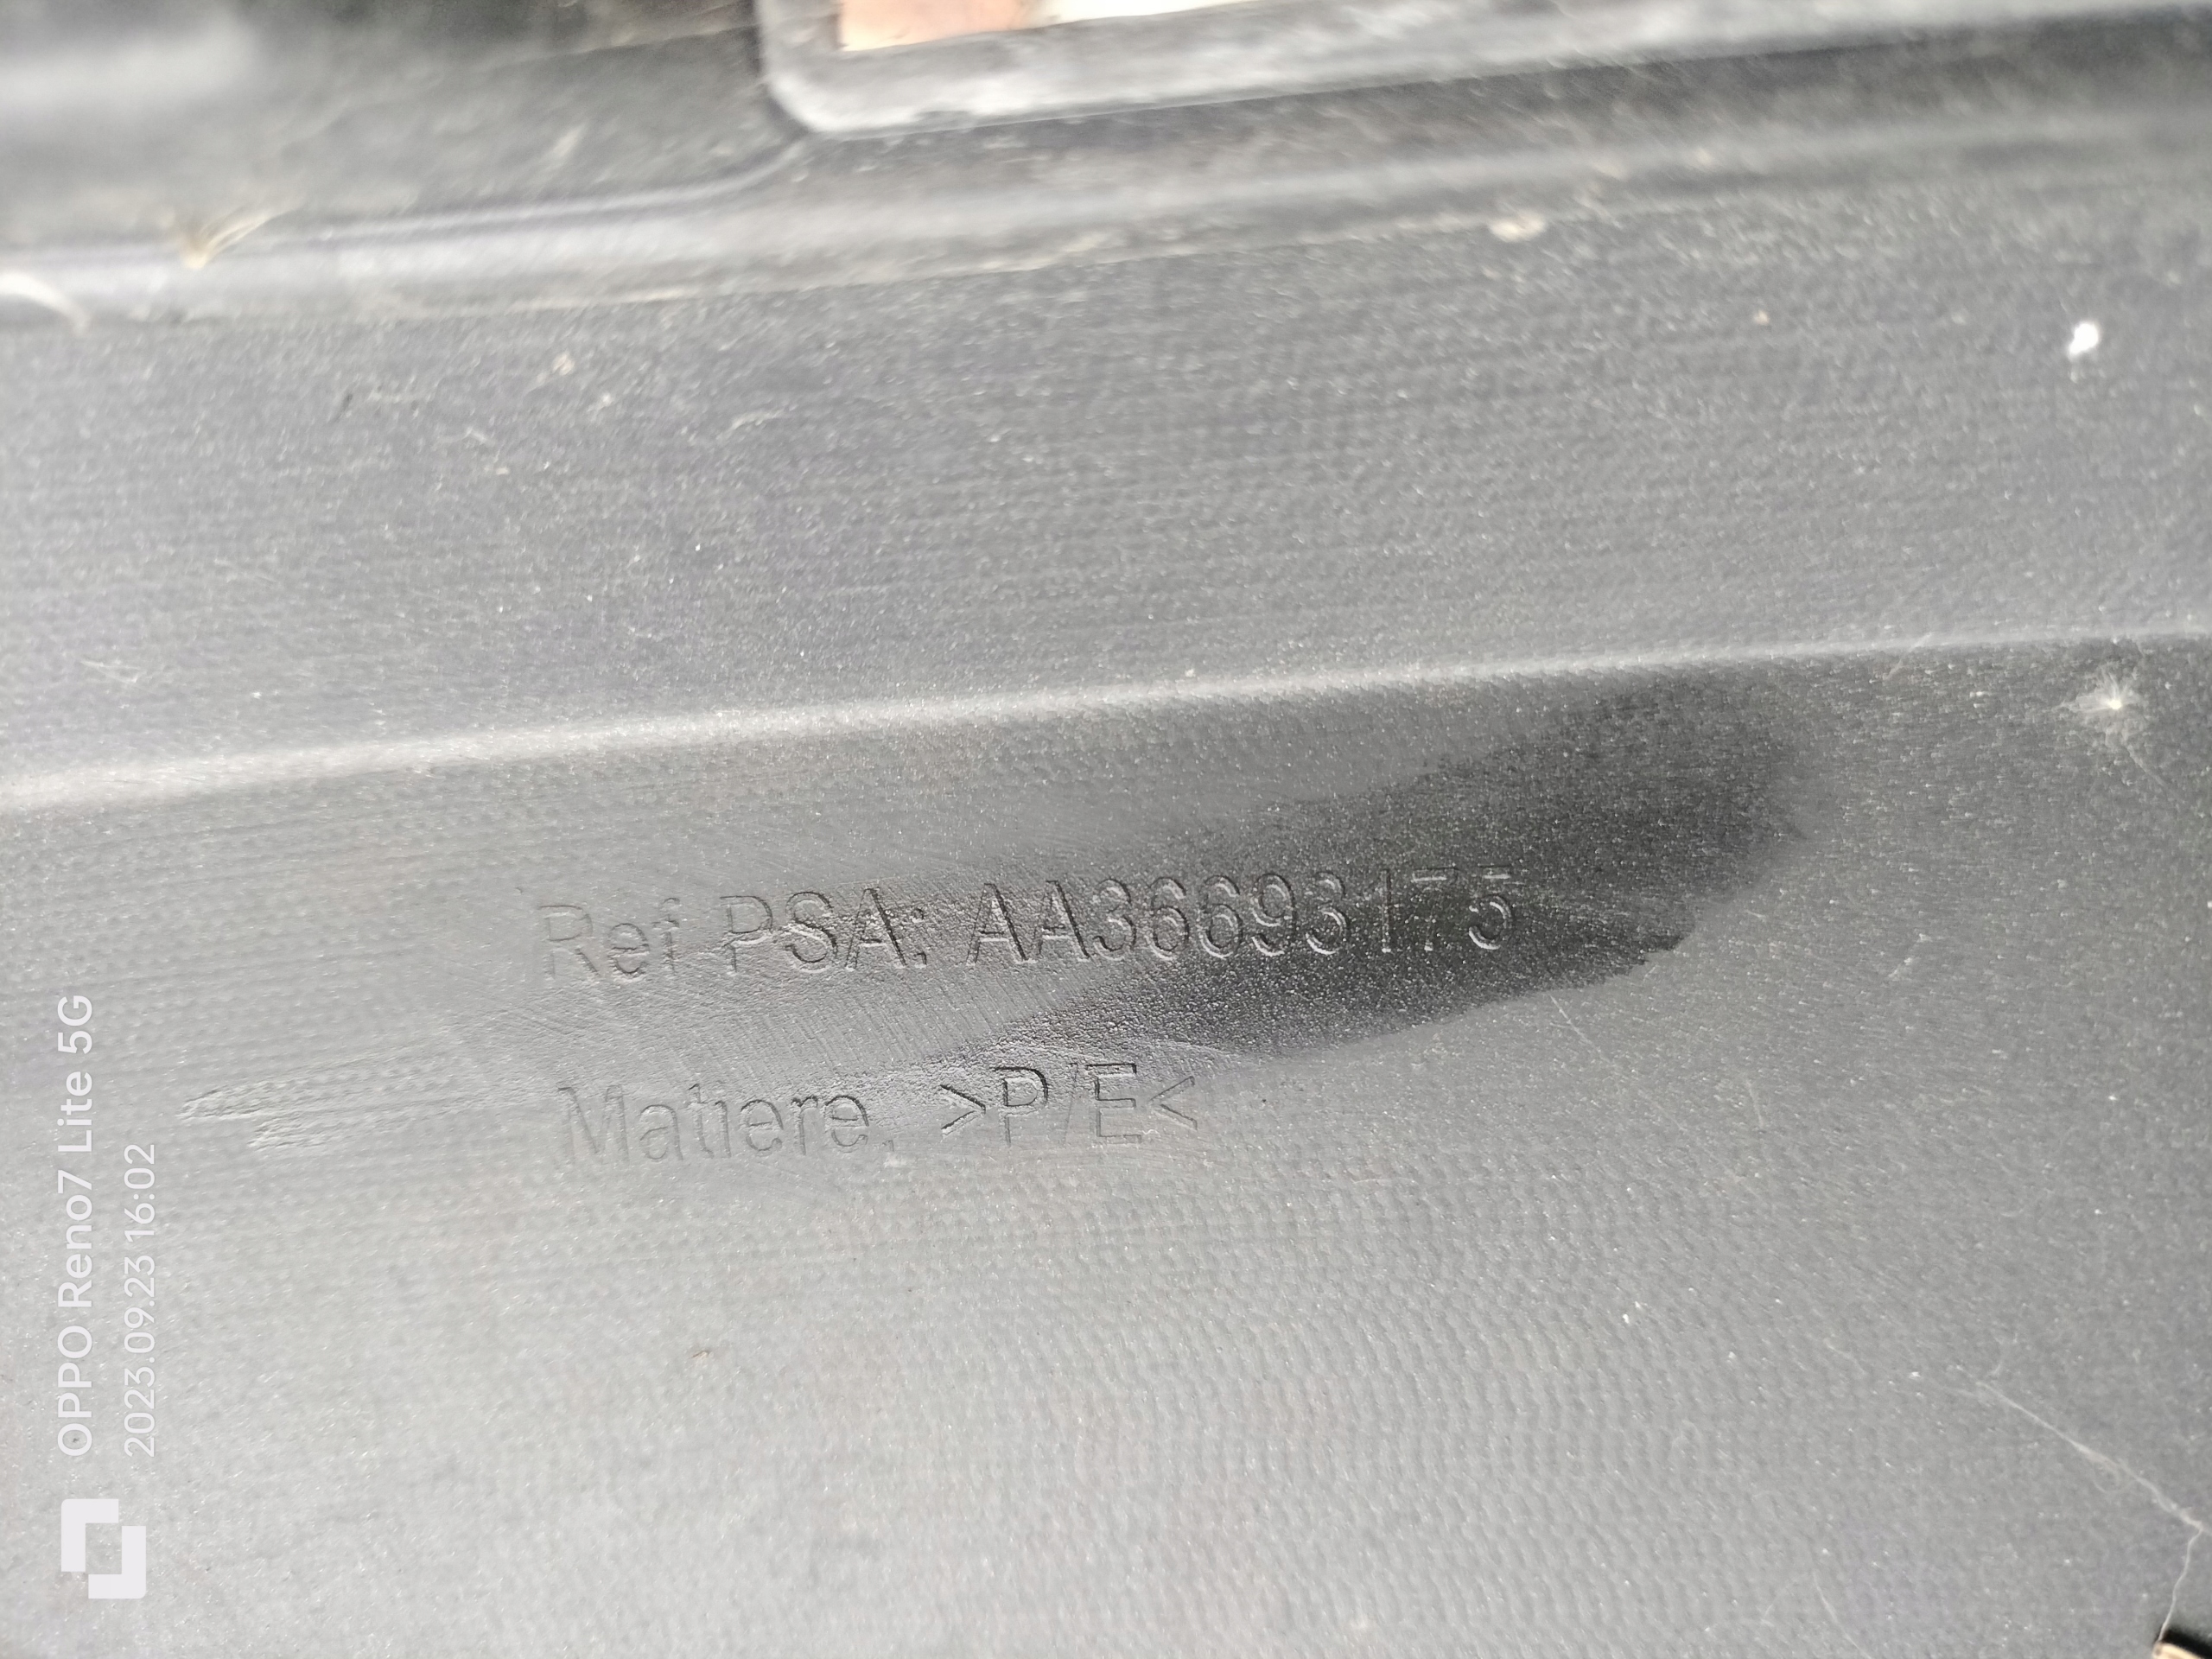 Ref PSA: AA36693175
Matiere. >P/E<
OPPO Reno7 Lite 5G
2023.09.23 16:02